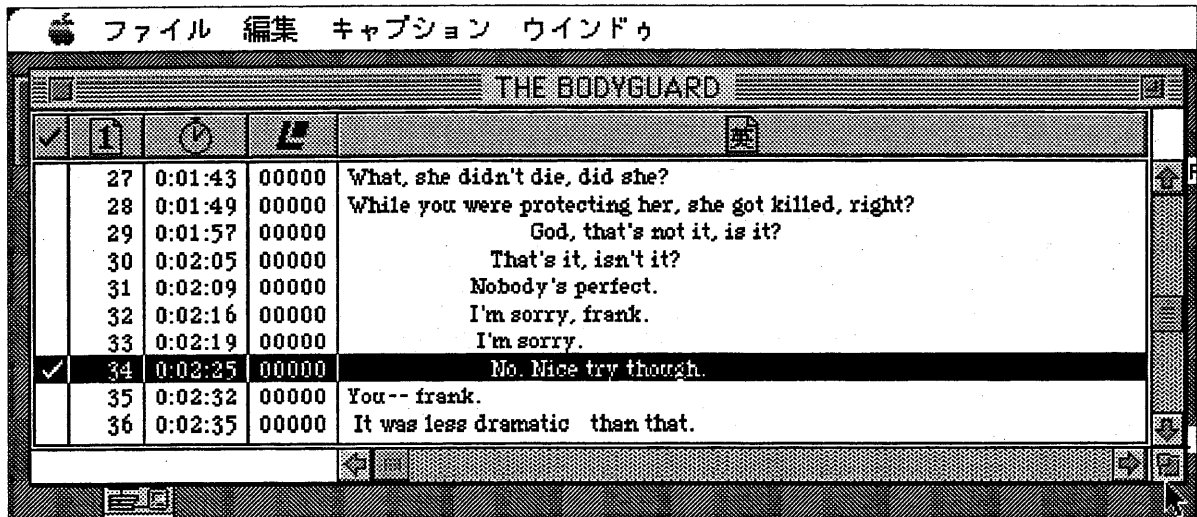 ファイル 編集 キャプション ウインドゥ
THE BODYGUARD
1 英
27 0:01:43 00000 What, she didn't die, did she?
28 0:01:49 00000 While you were protecting her, she got killed, right?
29 0:01:57 00000 God, that's not it, is it?
30 0:02:05 00000 That's it, isn't it?
31 0:02:09 00000 Nobody's perfect.
32 0:02:16 00000 I'm sorry, frank.
33 0:02:19 00000 I'm sorry.
34 0:02:25 00000 No. Nice try though.
35 0:02:32 00000 You-- frank.
36 0:02:35 00000 It was less dramatic than that.